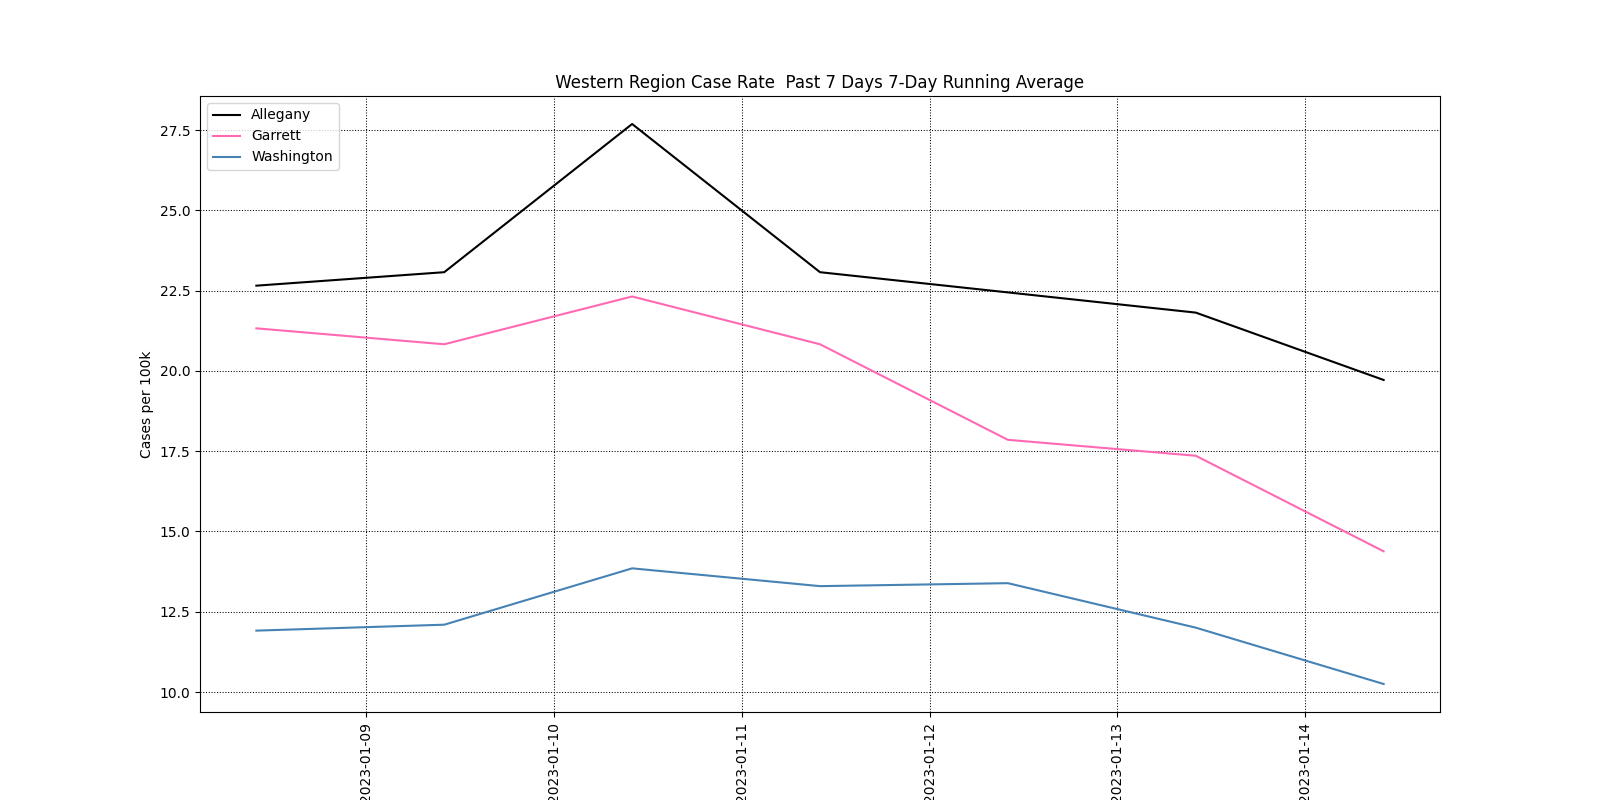 Western Region Case Rate  Past 7 Days 7-Day Running Average
Allegany
Garrett
Washington
Cases per 100k
27.5
25.0
22.5
20.0
17.5
15.0
12.5
10.0
2023-01-09
2023-01-10
2023-01-11
2023-01-12
2023-01-13
2023-01-14